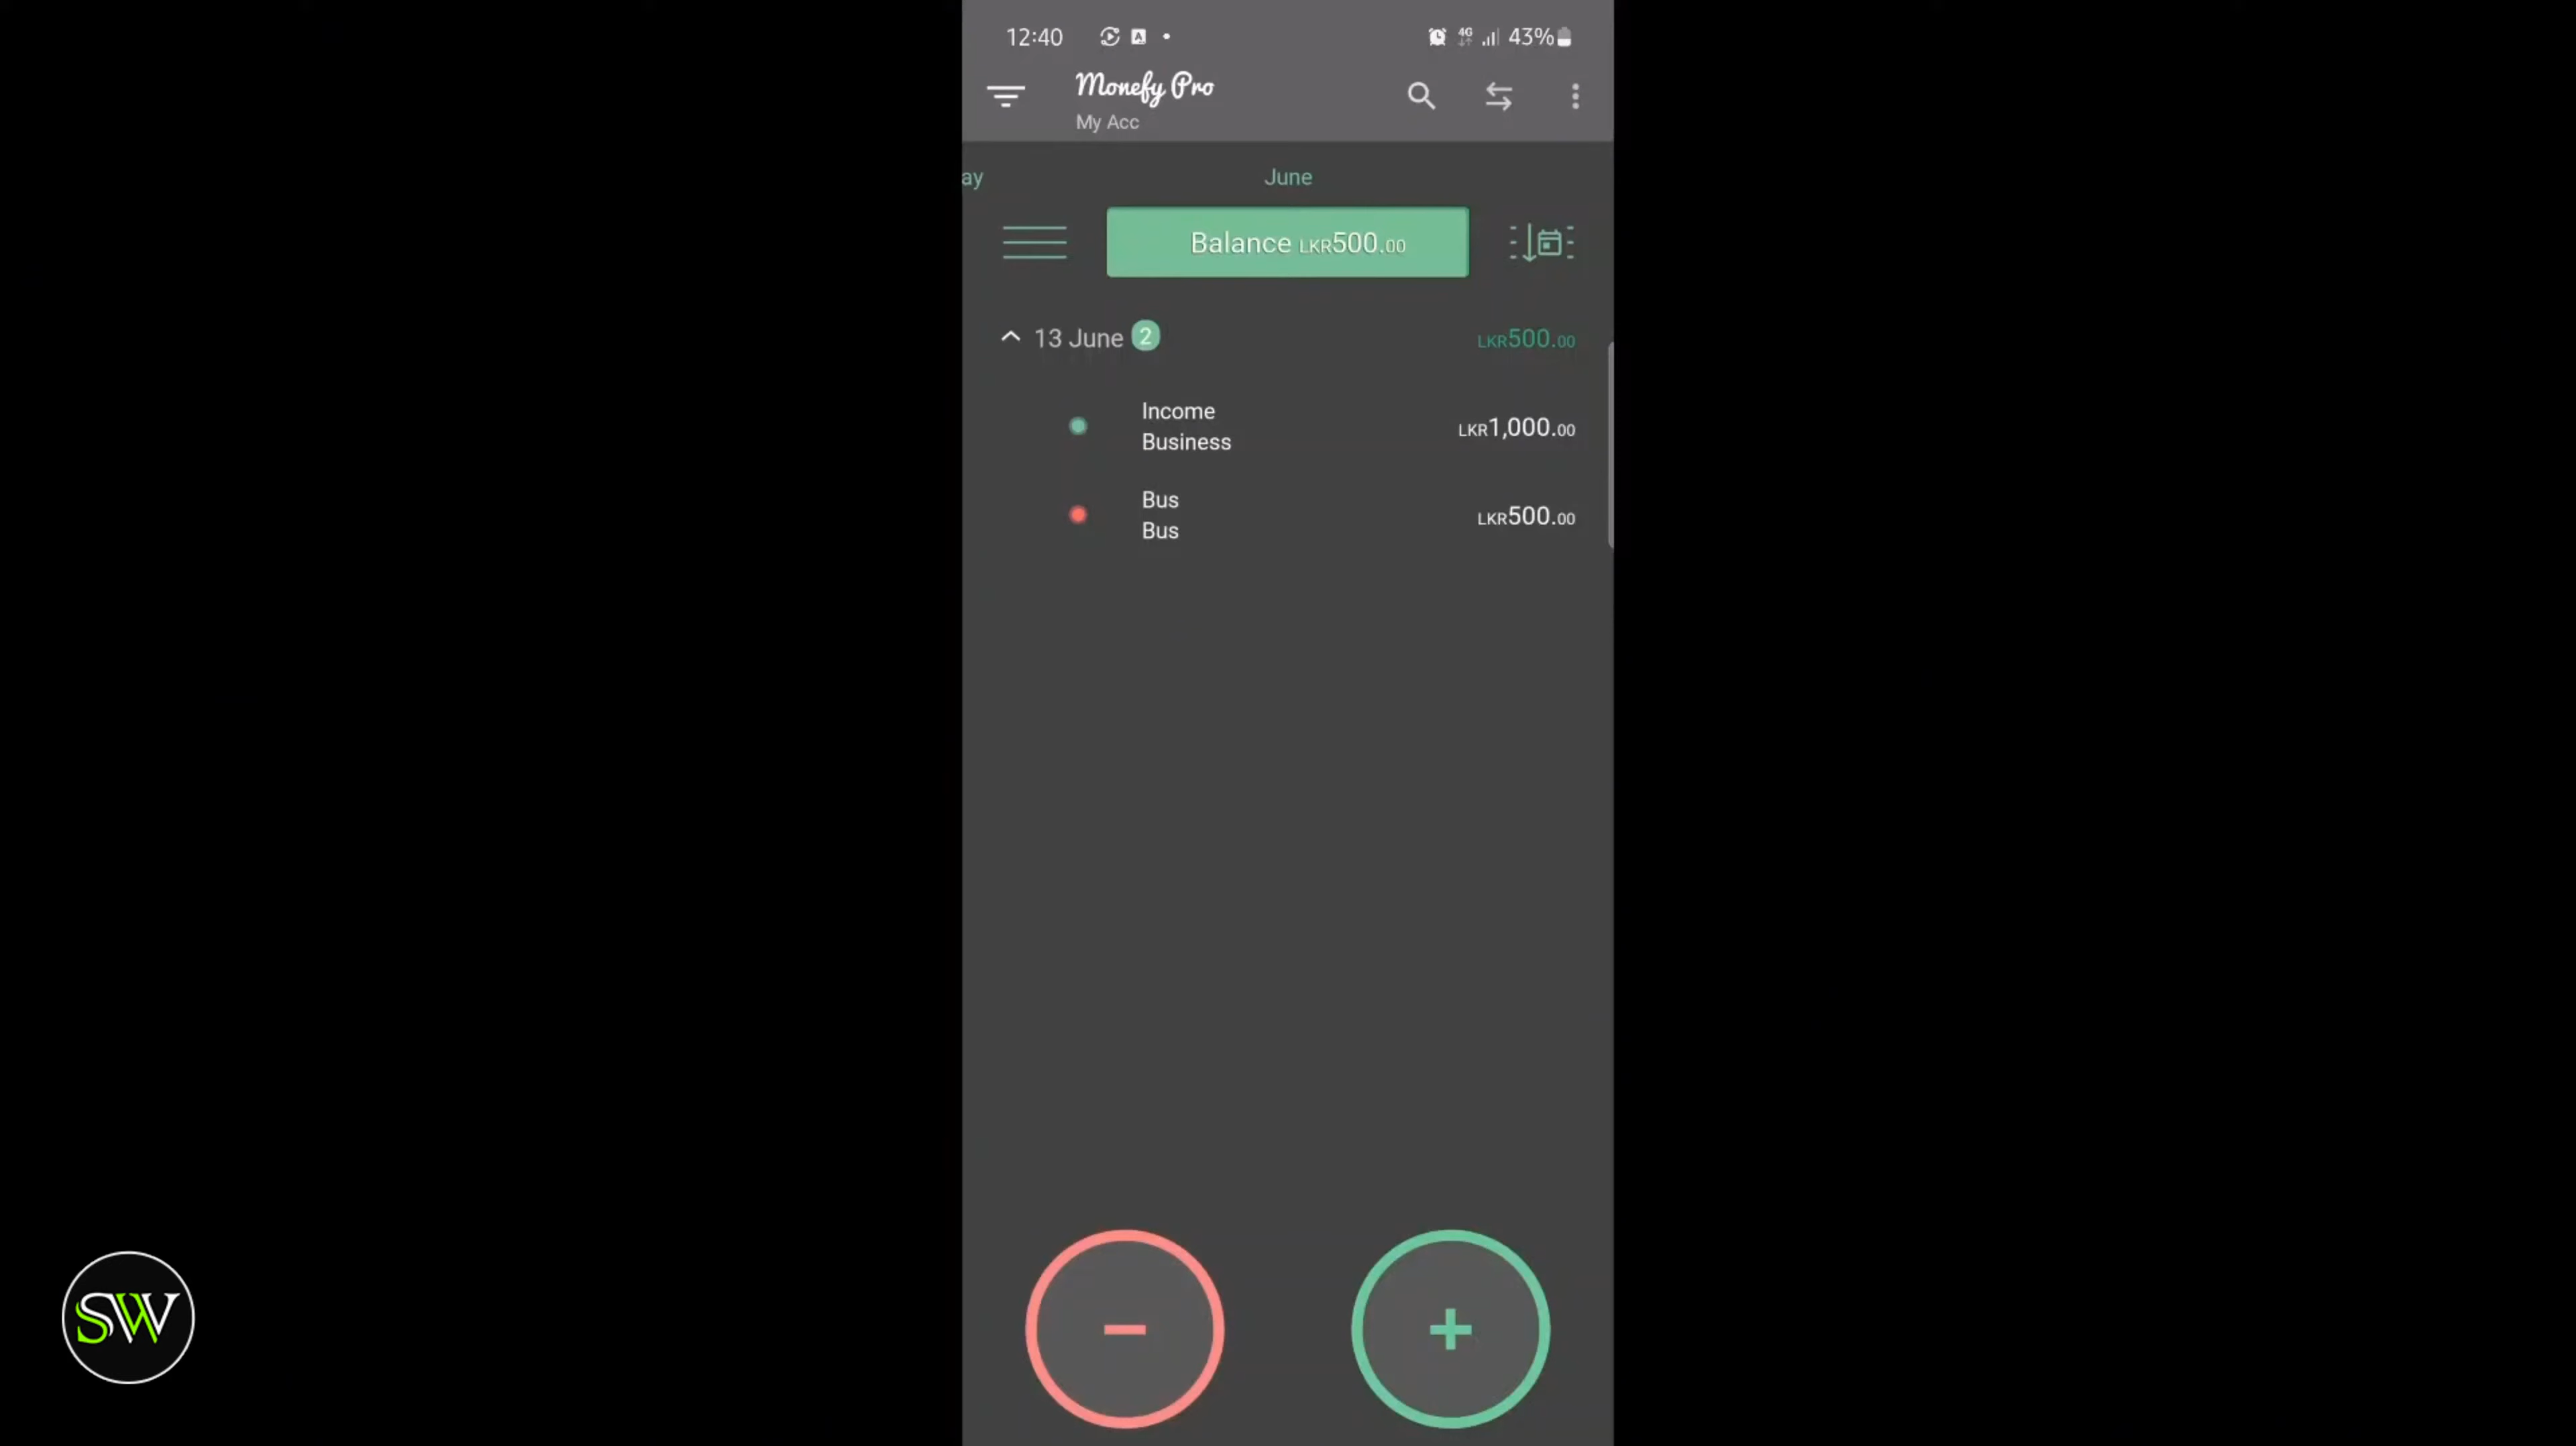 12:40 4G 43%
Monefy Pro
My Acc
ay June
Balance LKR500.00
13 June 2 LKR500.00
Income
Business
LKR1,000.00
Bus
Bus
LKR500.00
SW